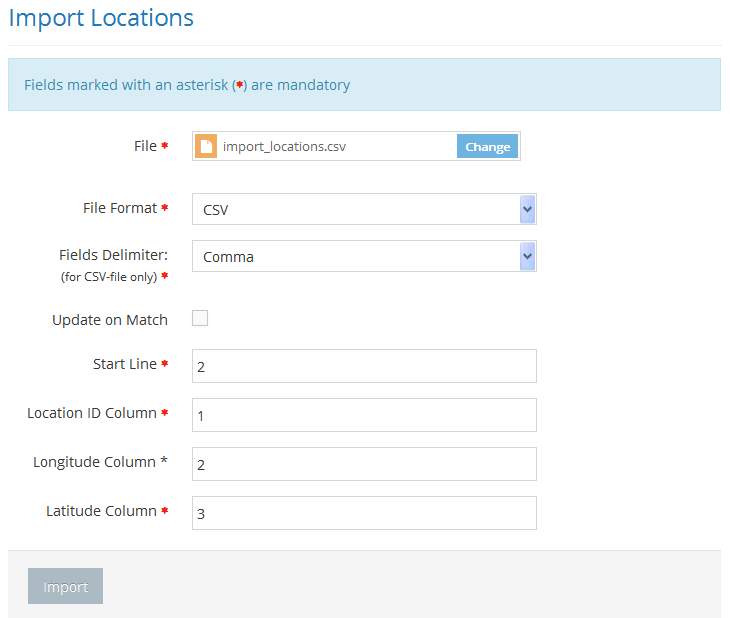 Import Locations
Fields marked with an asterisk (*) are mandatory
File *
import_locations.csv
Change
File Format *
CSV
Fields Delimiter:
(for CSV-file only) *
Comma
Update on Match
Start Line *
2
Location ID Column *
1
Longitude Column *
2
Latitude Column *
3
Import